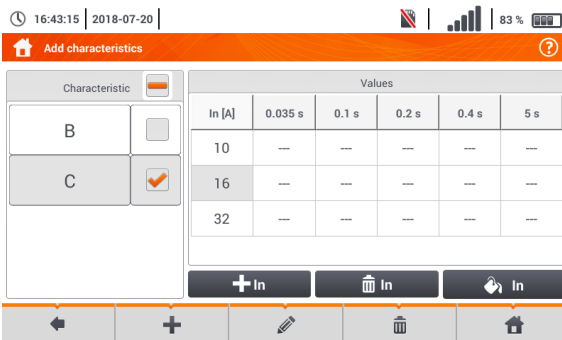 16:43:15 2018-07-20 83 %
Add characteristics ?
Characteristic Values
In [A] 0.035 s 0.1 s 0.2 s 0.4 s 5 s
B
C
10 --- --- --- --- ---
16 --- --- --- --- ---
32 --- --- --- --- ---
In In In